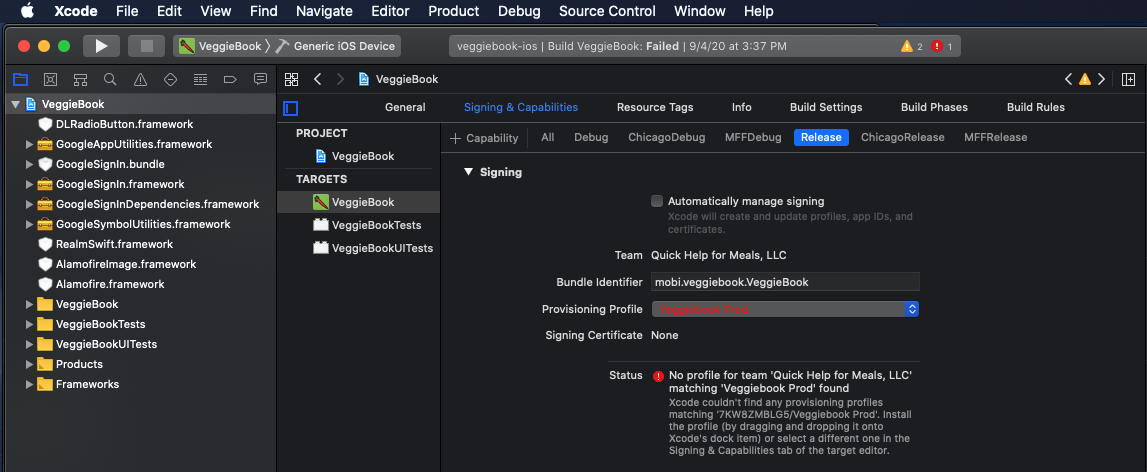 Xcode File Edit View Find Navigate Editor Product Debug Source Control Window Help
VeggieBook Generic iOS Device veggiebook-ios | Build VeggieBook: Failed | 9/4/20 at 3:37 PM 2 1
VeggieBook
General Signing & Capabilities Resource Tags Info Build Settings Build Phases Build Rules
+ Capability All Debug ChicagoDebug MFFDebug Release ChicagoRelease MFFRelease
VeggieBook
DLRadioButton.framework
GoogleAppUtilities.framework
GoogleSignIn.bundle
GoogleSignIn.framework
GoogleSignInDependencies.framework
GoogleSymbolUtilities.framework
RealmSwift.framework
AlamofireImage.framework
Alamofire.framework
VeggieBook
VeggieBookTests
VeggieBookUITests
Products
Frameworks
PROJECT
VeggieBook
TARGETS
VeggieBook
VeggieBookTests
VeggieBookUITests
Signing
Automatically manage signing
Xcode will create and update profiles, app IDs, and
certificates.
Team Quick Help for Meals, LLC
Bundle Identifier mobi.veggiebook.VeggieBook
Provisioning Profile Veggiebook Prod
Signing Certificate None
Status No profile for team 'Quick Help for Meals, LLC'
matching 'Veggiebook Prod' found
Xcode couldn't find any provisioning profiles
matching '7KW8ZMBLG5/Veggiebook Prod'. Install
the profile (by dragging and dropping it onto
Xcode's dock item) or select a different one in the
Signing & Capabilities tab of the target editor.